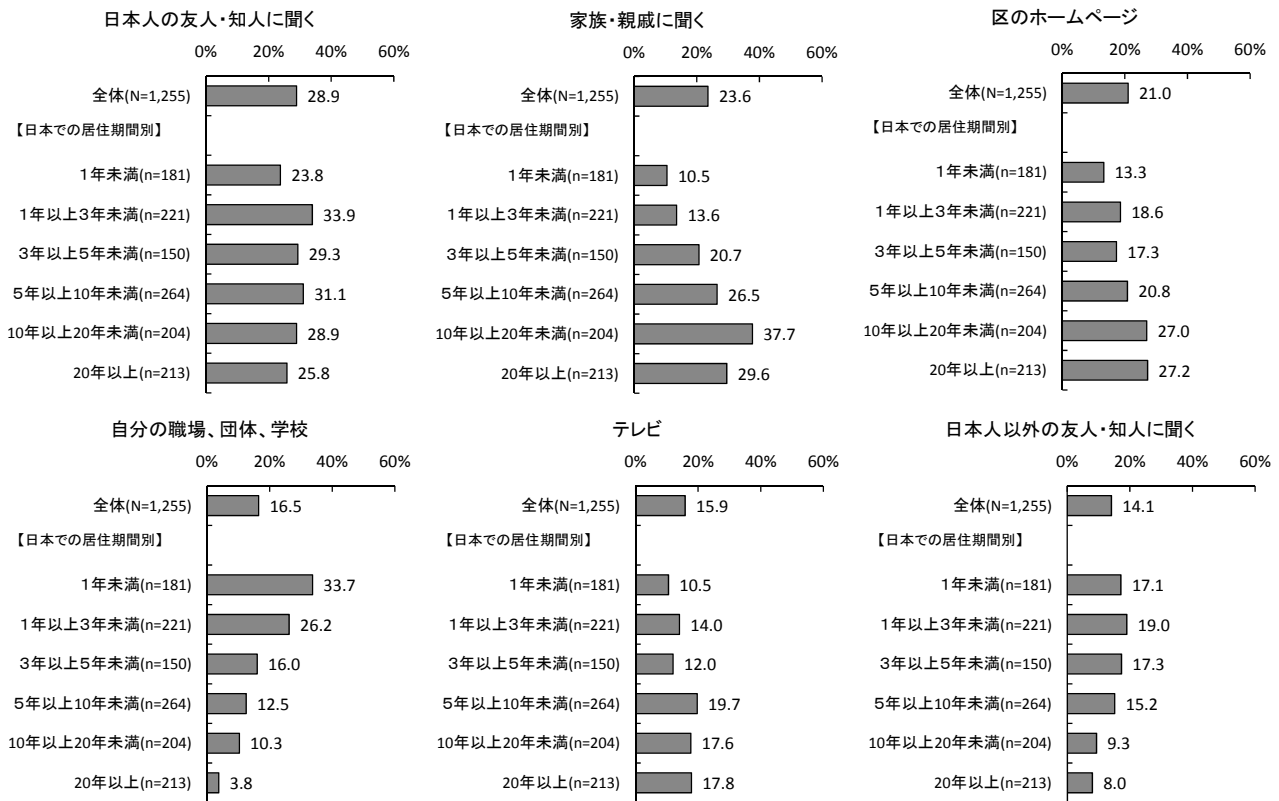 日本人の友人・知人に聞く
0% 20% 40% 60%
全体(N=1,255) 28.9
【日本での居住期間別】
1年未満(n=181) 23.8
1年以上3年未満(n=221) 33.9
3年以上5年未満(n=150) 29.3
5年以上10年未満(n=264) 31.1
10年以上20年未満(n=204) 28.9
20年以上(n=213) 25.8
家族・親戚に聞く
0% 20% 40% 60%
全体(N=1,255) 23.6
【日本での居住期間別】
1年未満(n=181) 10.5
1年以上3年未満(n=221) 13.6
3年以上5年未満(n=150) 20.7
5年以上10年未満(n=264) 26.5
10年以上20年未満(n=204) 37.7
20年以上(n=213) 29.6
区のホームページ
0% 20% 40% 60%
全体(N=1,255) 21.0
【日本での居住期間別】
1年未満(n=181) 13.3
1年以上3年未満(n=221) 18.6
3年以上5年未満(n=150) 17.3
5年以上10年未満(n=264) 20.8
10年以上20年未満(n=204) 27.0
20年以上(n=213) 27.2
自分の職場、団体、学校
0% 20% 40% 60%
全体(N=1,255) 16.5
【日本での居住期間別】
1年未満(n=181) 33.7
1年以上3年未満(n=221) 26.2
3年以上5年未満(n=150) 16.0
5年以上10年未満(n=264) 12.5
10年以上20年未満(n=204) 10.3
20年以上(n=213) 3.8
テレビ
0% 20% 40% 60%
全体(N=1,255) 15.9
【日本での居住期間別】
1年未満(n=181) 10.5
1年以上3年未満(n=221) 14.0
3年以上5年未満(n=150) 12.0
5年以上10年未満(n=264) 19.7
10年以上20年未満(n=204) 17.6
20年以上(n=213) 17.8
日本人以外の友人・知人に聞く
0% 20% 40% 60%
全体(N=1,255) 14.1
【日本での居住期間別】
1年未満(n=181) 17.1
1年以上3年未満(n=221) 19.0
3年以上5年未満(n=150) 17.3
5年以上10年未満(n=264) 15.2
10年以上20年未満(n=204) 9.3
20年以上(n=213) 8.0